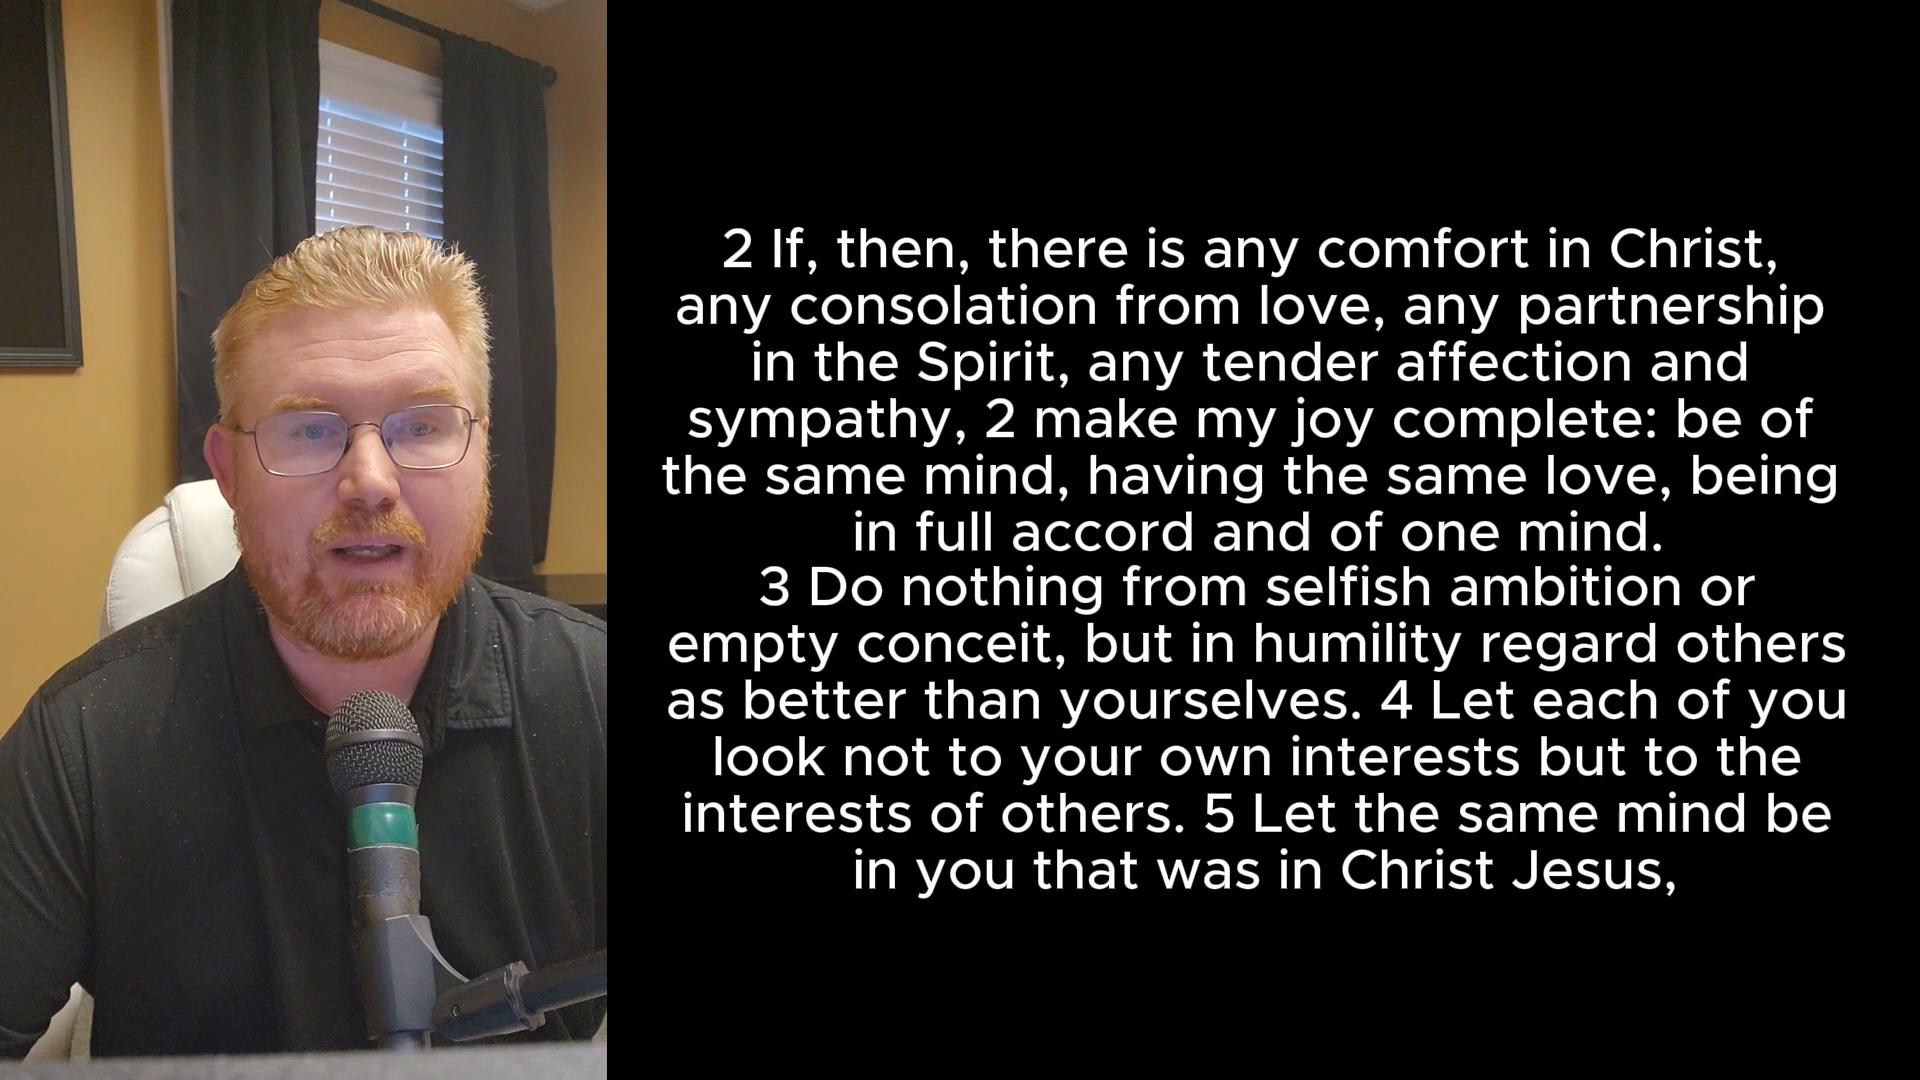 2 If, then, there is any comfort in Christ,
any consolation from love, any partnership
in the Spirit, any tender affection and
sympathy, 2 make my joy complete: be of
the same mind, having the same love, being
in full accord and of one mind.
3 Do nothing from selfish ambition or
empty conceit, but in humility regard others
as better than yourselves. 4 Let each of you
look not to your own interests but to the
interests of others. 5 Let the same mind be
in you that was in Christ Jesus,